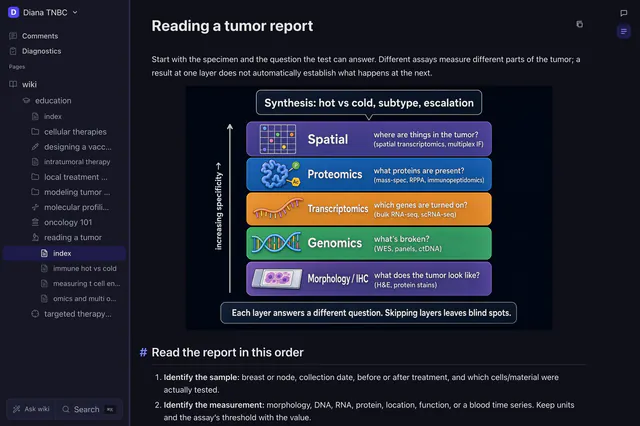 Diana TNBC
Comments
Diagnostics
Pages
wiki
education
index
cellular therapies
designing a vacc...
intratumoral therapy
local treatment ...
modeling tumor ...
molecular profili...
oncology 101
reading a tumor
index
immune hot vs cold
measuring t cell en...
omics and multi o...
targeted therapy...
Ask wiki
Search
⌘K
Reading a tumor report
Start with the specimen and the question the test can answer. Different assays measure different parts of the tumor; a
result at one layer does not automatically establish what happens at the next.
Synthesis: hot vs cold, subtype, escalation
increasing specificity →
Spatial
where are things in the tumor?
(spatial transcriptomics, multiplex IF)
Proteomics
what proteins are present?
(mass-spec, RPPA, immunopeptidomics)
Transcriptomics
which genes are turned on?
(bulk RNA-seq, scRNA-seq)
Genomics
what's broken?
(WES, panels, ctDNA)
Morphology / IHC
what does the tumor look like?
(H&E, protein stains)
Each layer answers a different question. Skipping layers leaves blind spots.
# Read the report in this order
1. Identify the sample: breast or node, collection date, before or after treatment, and which cells/material were
actually tested.
2. Identify the measurement: morphology, DNA, RNA, protein, location, function, or a blood time series. Keep units
and the assay's threshold with the value.